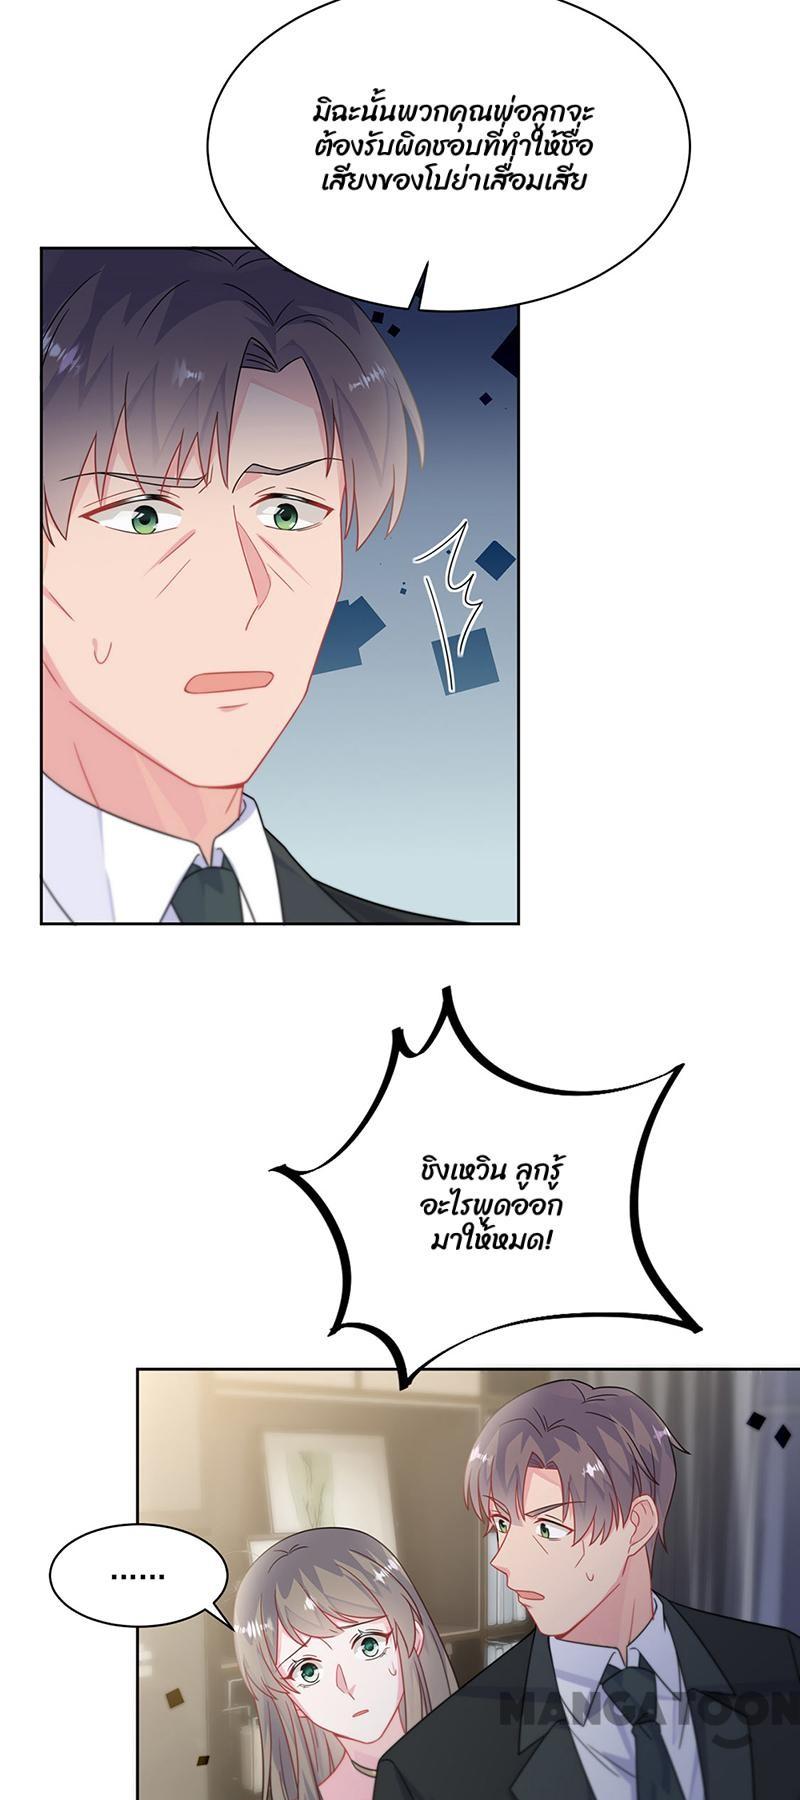 มิฉะนั้นพวกคุณพ่อลูกจะ
ต้องรับผิดชอบที่ทำให้ชื่อ
เสียงของโปย่าเสื่อมเสีย
ชิงเหวิน ลูกรู้
อะไรพูดออก
มาให้หมด!
......
MANGATOON